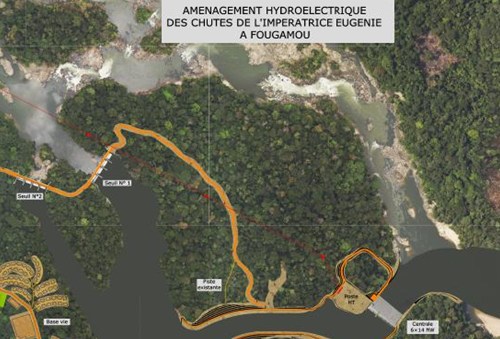 AMENAGEMENT HYDROELECTRIQUE
DES CHUTES DE L'IMPERATRICE EUGENIE
A FOUGAMOU
Seuil N° 1
Seuil N°2
Piste
existante
Poste
HT
Base vie
Centrale
6×14 MW